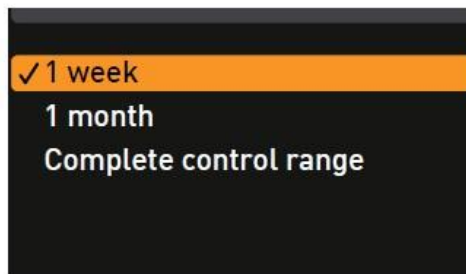 ✓ 1 week
1 month
Complete control range